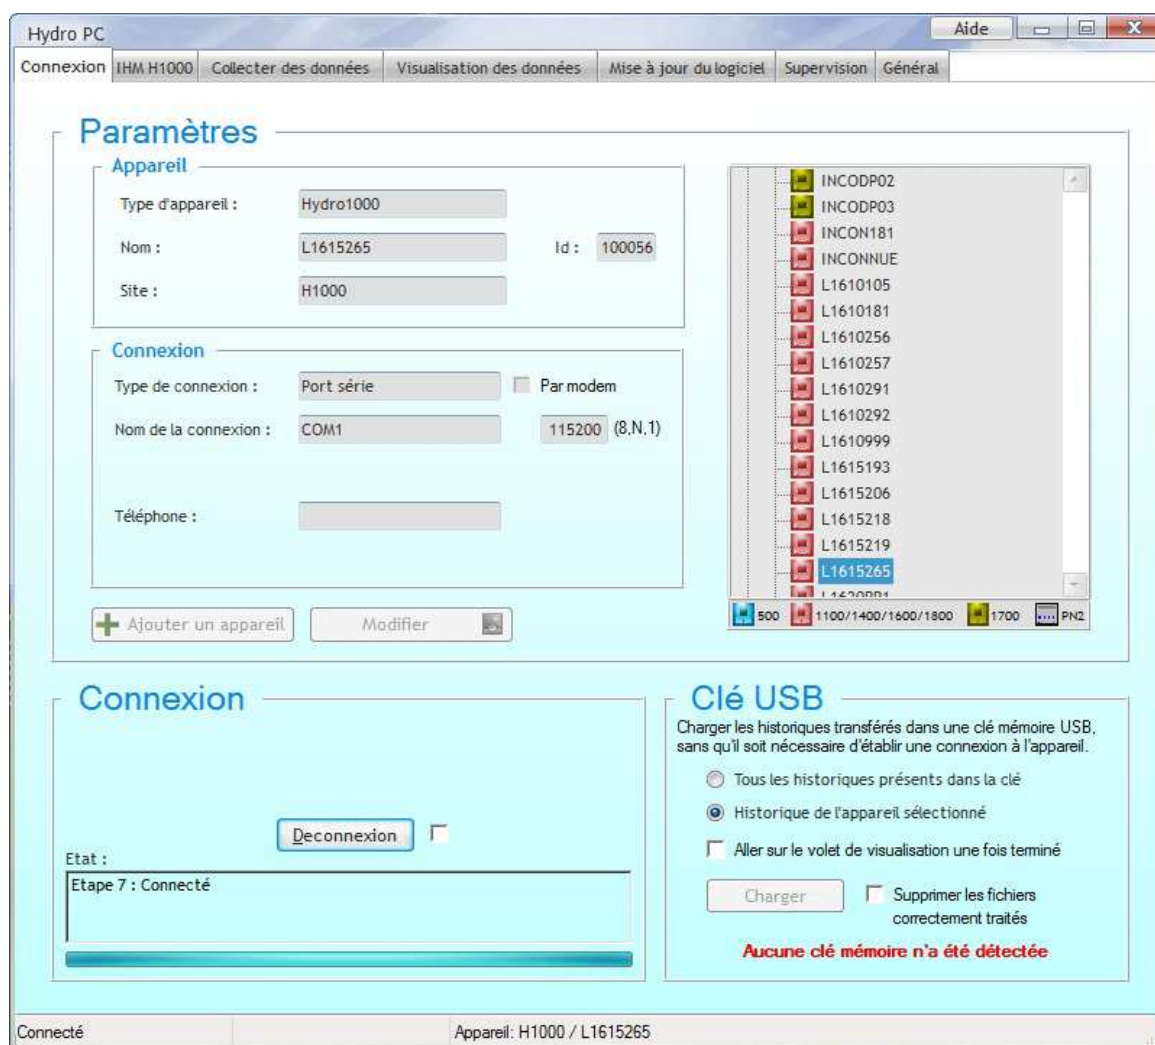 Hydro PC
Aide
Connexion IHM H1000 Collecter des données Visualisation des données Mise à jour du logiciel Supervision Général
Paramètres
Appareil
Type d'appareil : Hydro1000
Nom : L1615265 Id : 100056
Site : H1000
Connexion
Type de connexion : Port série Par modem
Nom de la connexion : COM1 115200 (8,N,1)
Téléphone :
Ajouter un appareil Modifier
INCODP02
INCODP03
INCON181
INCONNUE
L1610105
L1610181
L1610256
L1610257
L1610291
L1610292
L1610999
L1615193
L1615206
L1615218
L1615219
L1615265
500 1100/1400/1600/1800 1700 PN2
Connexion
Deconnexion
Etat :
Etape 7 : Connecté
Clé USB
Charger les historiques transférés dans une clé mémoire USB,
sans qu'il soit nécessaire d'établir une connexion à l'appareil.
Tous les historiques présents dans la clé
Historique de l'appareil sélectionné
Aller sur le volet de visualisation une fois terminé
Charger
Supprimer les fichiers
correctement traités
Aucune clé mémoire n'a été détectée
Connecté Appareil: H1000 / L1615265